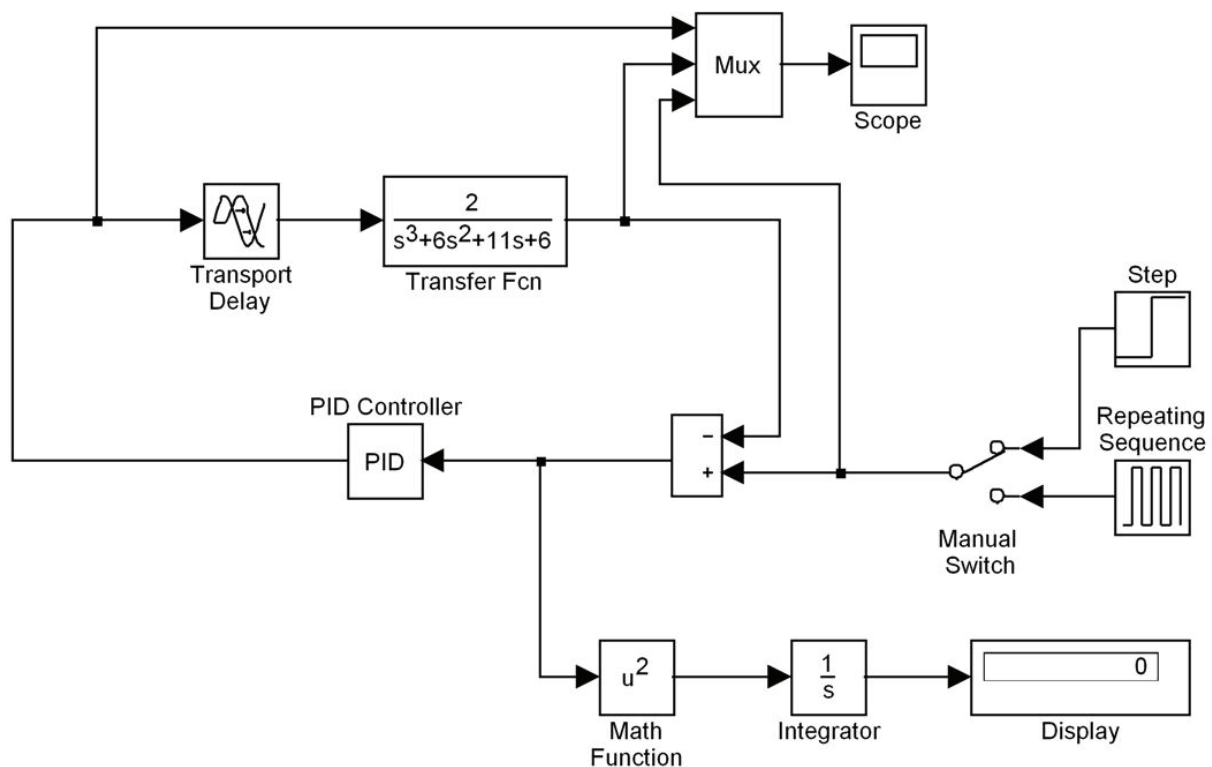 Mux
Scope
2
s³+6s²+11s+6
Transport
Delay
Transfer Fcn
Step
PID Controller
PID
−
+
Repeating
Sequence
Manual
Switch
u²
1
s
0
Math
Function
Integrator
Display